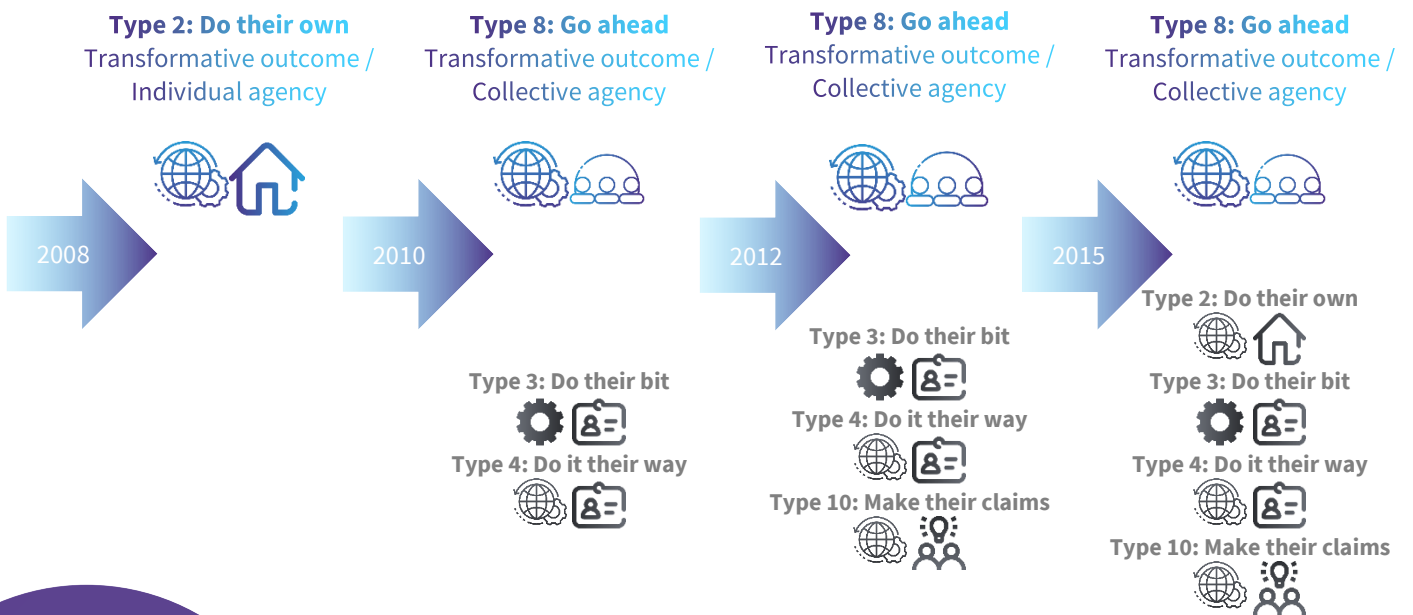 Type 2: Do their own
Transformative outcome /
Individual agency
2008
Type 8: Go ahead
Transformative outcome /
Collective agency
2010
Type 3: Do their bit
Type 4: Do it their way
Type 8: Go ahead
Transformative outcome /
Collective agency
2012
Type 3: Do their bit
Type 4: Do it their way
Type 10: Make their claims
Type 8: Go ahead
Transformative outcome /
Collective agency
2015
Type 2: Do their own
Type 3: Do their bit
Type 4: Do it their way
Type 10: Make their claims